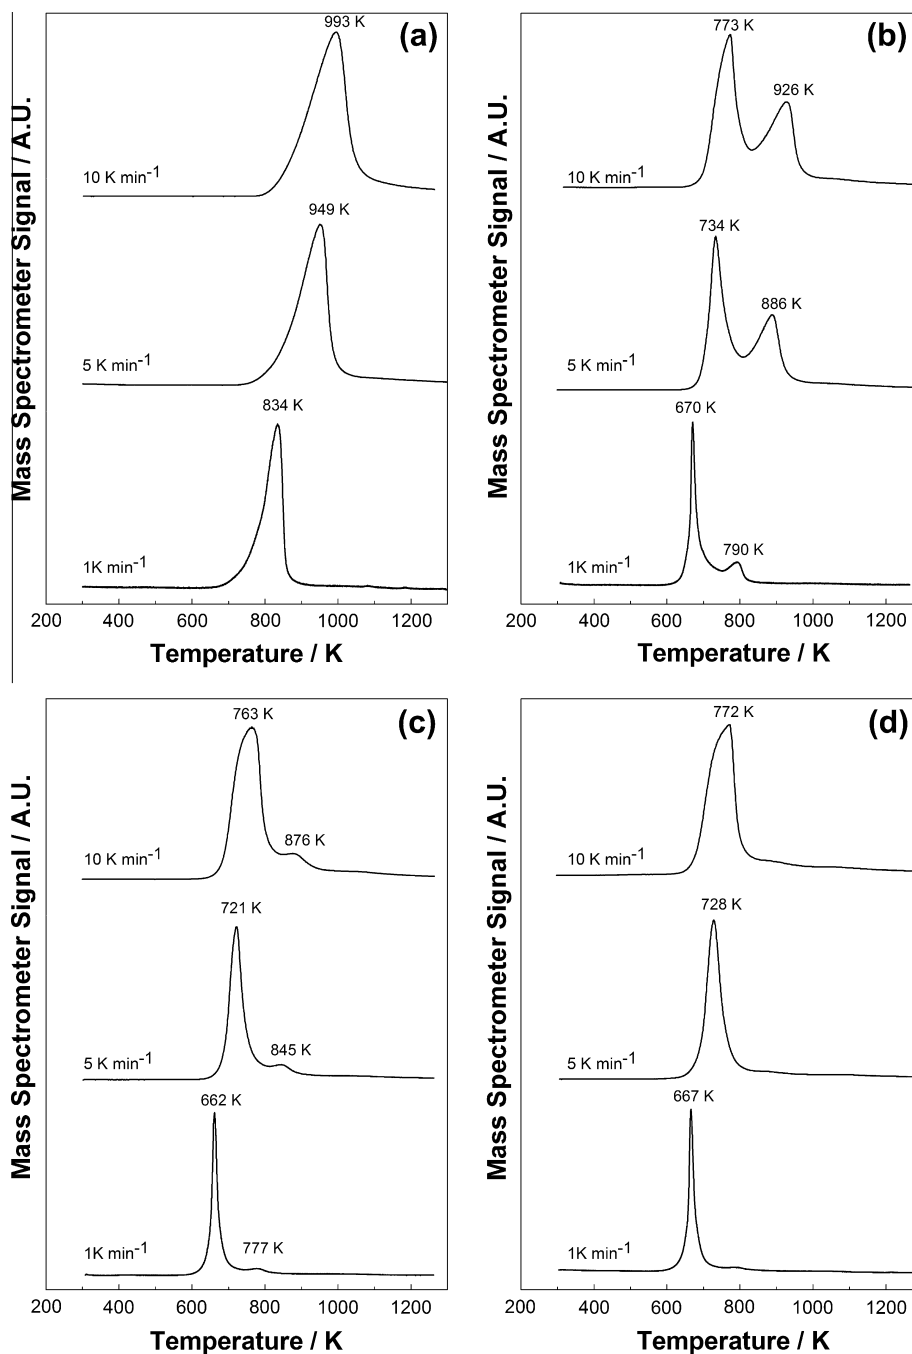 993 K
(a)
10 K min-1
949 K
5 K min-1
834 K
1K min-1
Mass Spectrometer Signal / A.U.
200 400 600 800 1000 1200
Temperature / K
773 K
(b)
926 K
10 K min-1
734 K
886 K
5 K min-1
670 K
790 K
1K min-1
Mass Spectrometer Signal / A.U.
200 400 600 800 1000 1200
Temperature / K
763 K
(c)
876 K
10 K min-1
721 K
845 K
5 K min-1
662 K
777 K
1K min-1
Mass Spectrometer Signal / A.U.
200 400 600 800 1000 1200
Temperature / K
772 K
(d)
10 K min-1
728 K
5 K min-1
667 K
1K min-1
Mass Spectrometer Signal / A.U.
200 400 600 800 1000 1200
Temperature / K